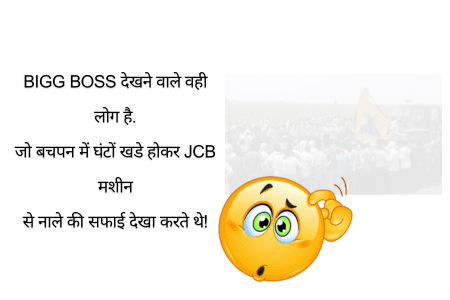 BIGG BOSS देखने वाले वही
लोग है.
जो बचपन में घंटों खडे होकर JCB
मशीन
से नाले की सफाई देखा करते थे!